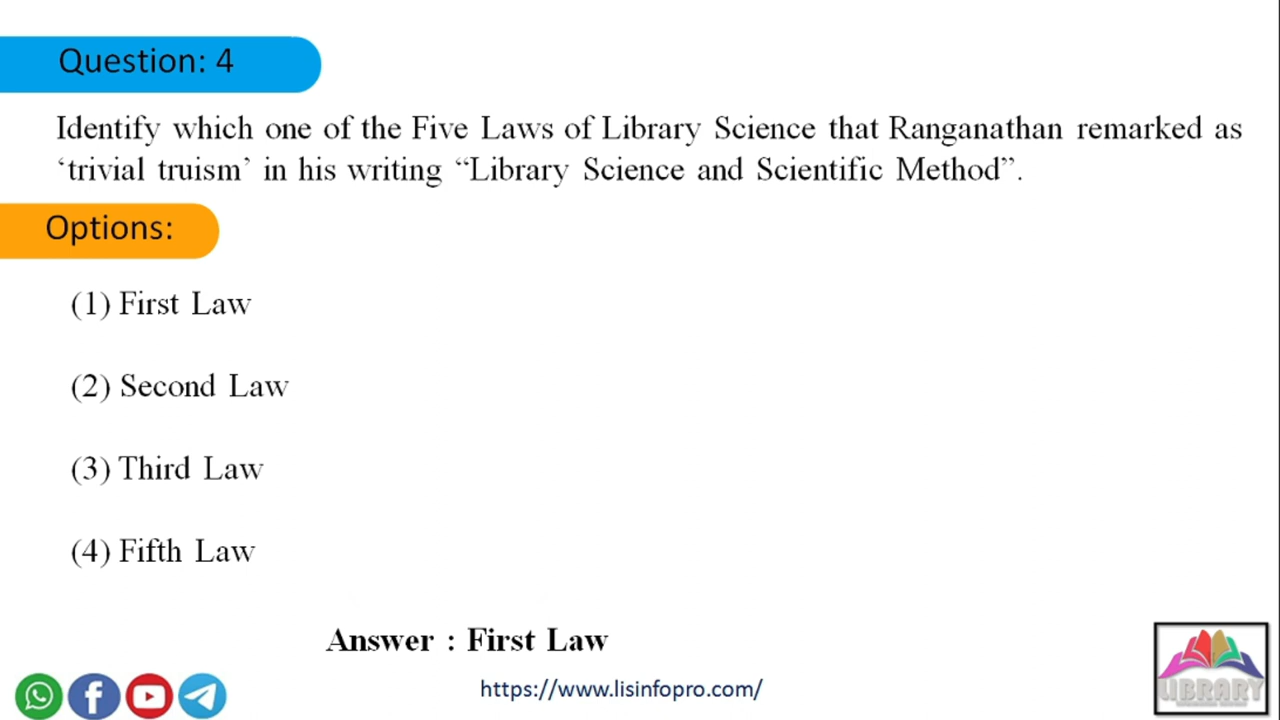 Question: 4
Identify which one of the Five Laws of Library Science that Ranganathan remarked as
‘trivial truism’ in his writing “Library Science and Scientific Method”.
Options:
(1) First Law
(2) Second Law
(3) Third Law
(4) Fifth Law
Answer : First Law
https://www.lisinfopro.com/
LIBRARY